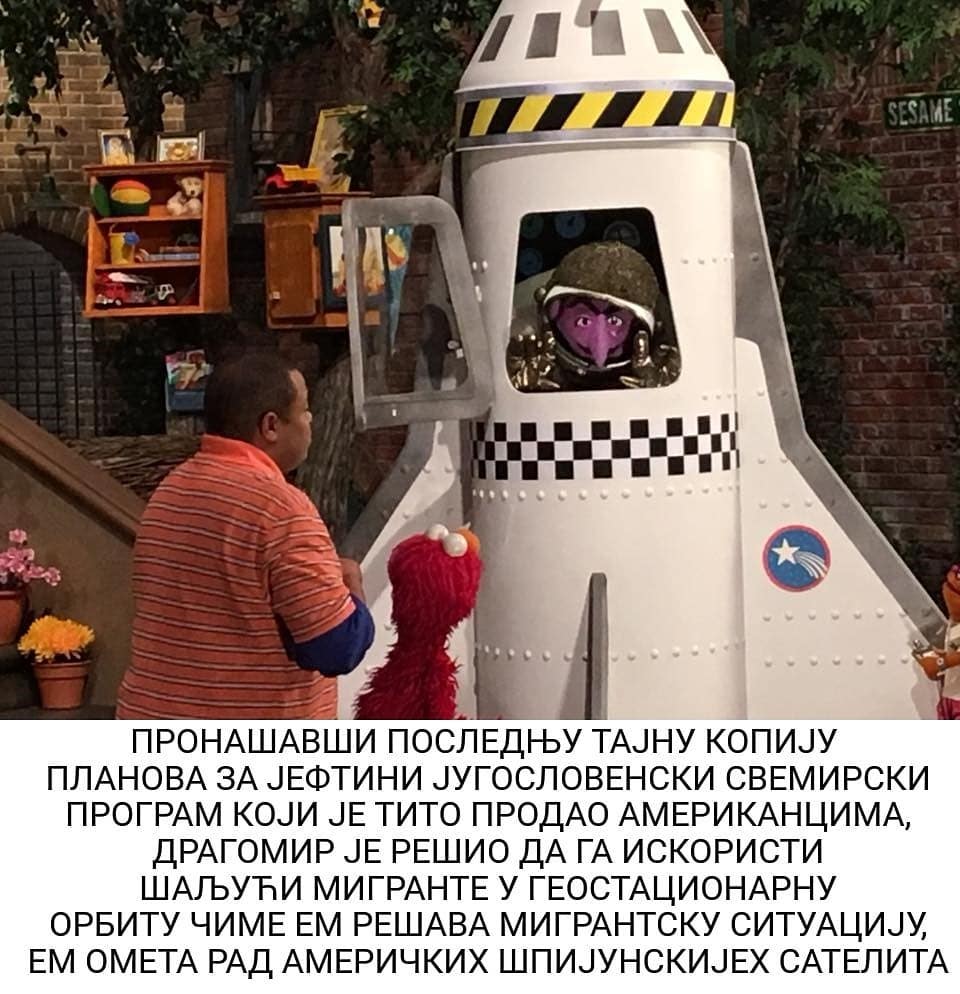 SESAME
ПРОНАШАВШИ ПОСЛЕДЊУ ТАЈНУ КОПИЈУ
ПЛАНОВА ЗА ЈЕФТИНИ ЈУГОСЛОВЕНСКИ СВЕМИРСКИ
ПРОГРАМ КОЈИ ЈЕ ТИТО ПРОДАО АМЕРИКАНЦИМА,
ДРАГОМИР ЈЕ РЕШИО ДА ГА ИСКОРИСТИ
ШАЉУЋИ МИГРАНТЕ У ГЕОСТАЦИОНАРНУ
ОРБИТУ ЧИМЕ ЕМ РЕШАВА МИГРАНТСКУ СИТУАЦИЈУ,
ЕМ ОМЕТА РАД АМЕРИЧКИХ ШПИЈУНСКИЈЕХ САТЕЛИТА